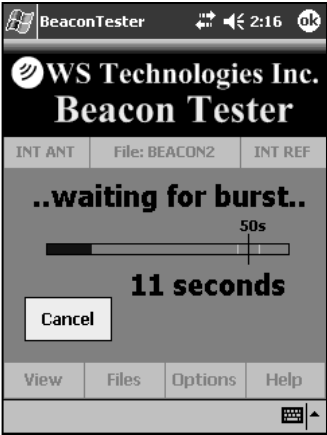 BeaconTester 2:16 ok
WS Technologies Inc.
Beacon Tester
INT ANT File: BEACON2 INT REF
..waiting for burst..
50s
11 seconds
Cancel
View Files Options Help